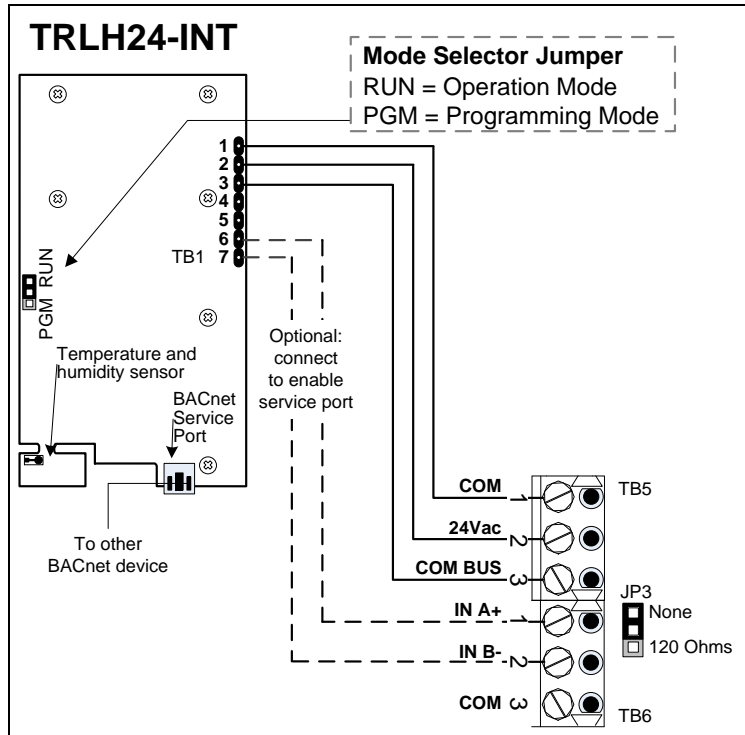 TRLH24-INT
Mode Selector Jumper
RUN = Operation Mode
PGM = Programming Mode
1
2
3
4
5
6
TB1 7
PGM RUN
Temperature and
humidity sensor
BACnet
Service
Port
Optional:
connect
to enable
service port
To other
BACnet device
COM 1 TB5
24Vac 2
COM BUS 3
JP3
None
120 Ohms
IN A+ 1
IN B- 2
COM 3
TB6